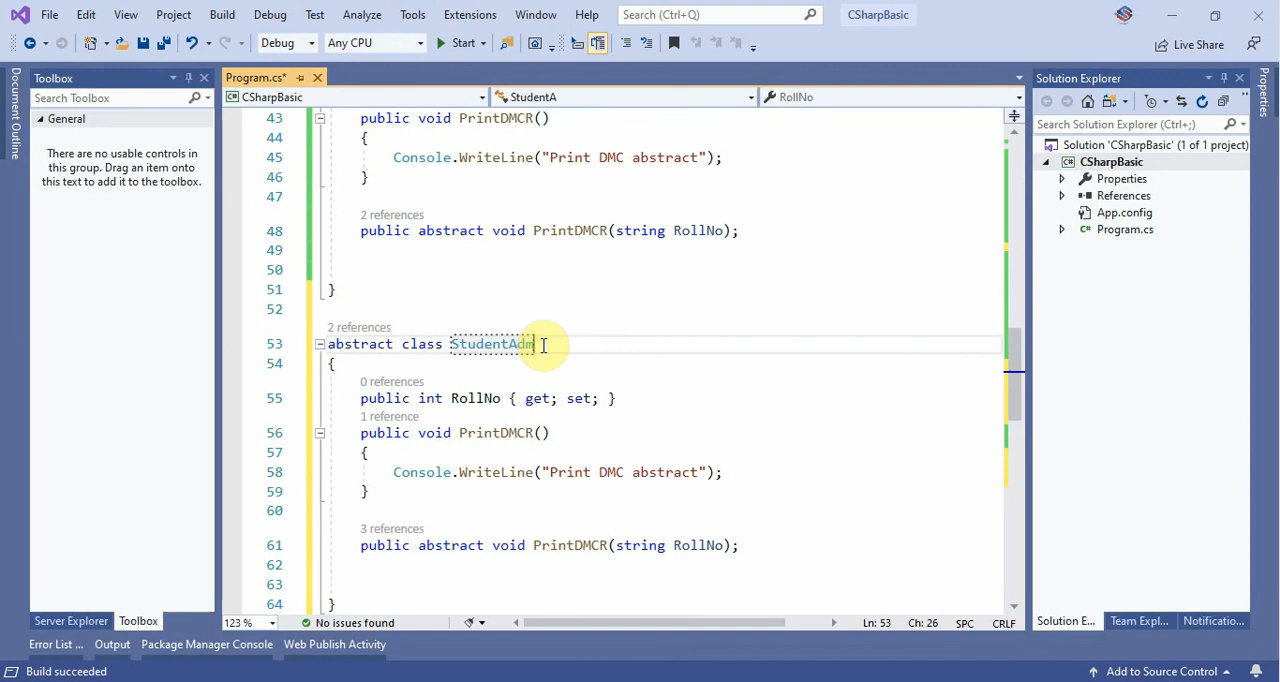 File Edit View Project Build Debug Test Analyze Tools Extensions Window Help Search (Ctrl+Q) CSharpBasic
Debug Any CPU Start Live Share
Document Outline
Toolbox
Search Toolbox
General
There are no usable controls in
this group. Drag an item onto
this text to add it to the toolbox.
Program.cs*
CSharpBasic StudentA RollNo
43 public void PrintDMCR()
44 {
45 Console.WriteLine("Print DMC abstract");
46 }
47
2 references
48 public abstract void PrintDMCR(string RollNo);
49
50
51 }
52
2 references
53 abstract class StudentAdm
54 {
0 references
55 public int RollNo { get; set; }
1 reference
56 public void PrintDMCR()
57 {
58 Console.WriteLine("Print DMC abstract");
59 }
60
3 references
61 public abstract void PrintDMCR(string RollNo);
62
63
64 }
123 % No issues found Ln: 53 Ch: 26 SPC CRLF
Solution Explorer
Search Solution Explorer (Ctrl+;)
Solution 'CSharpBasic' (1 of 1 project)
CSharpBasic
Properties
References
App.config
Program.cs
Properties
Server Explorer Toolbox
Solution E... Team Expl... Notificatio...
Error List ... Output Package Manager Console Web Publish Activity
Build succeeded Add to Source Control